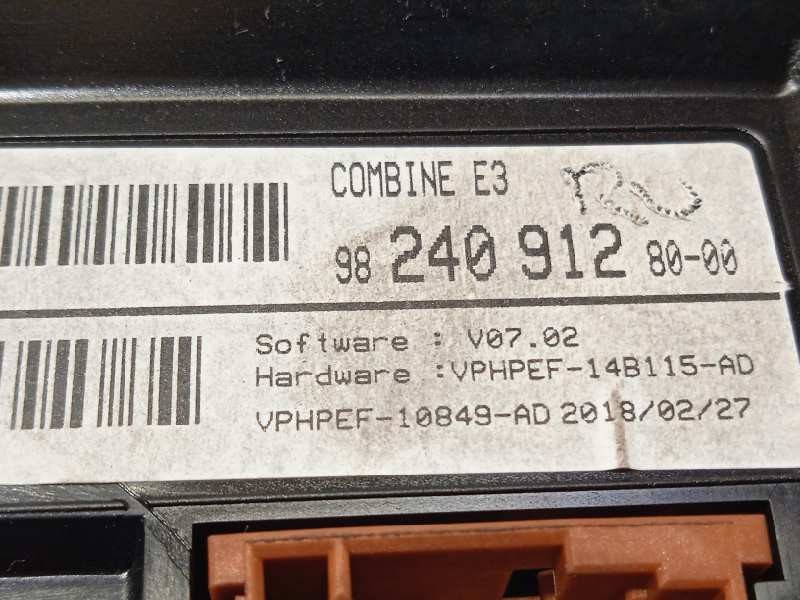 COMBINE E3
RU
98 240 912 80-00
Software : V07.02
Hardware :VPHPEF-14B115-AD
VPHPEF-10849-AD 2018/02/27